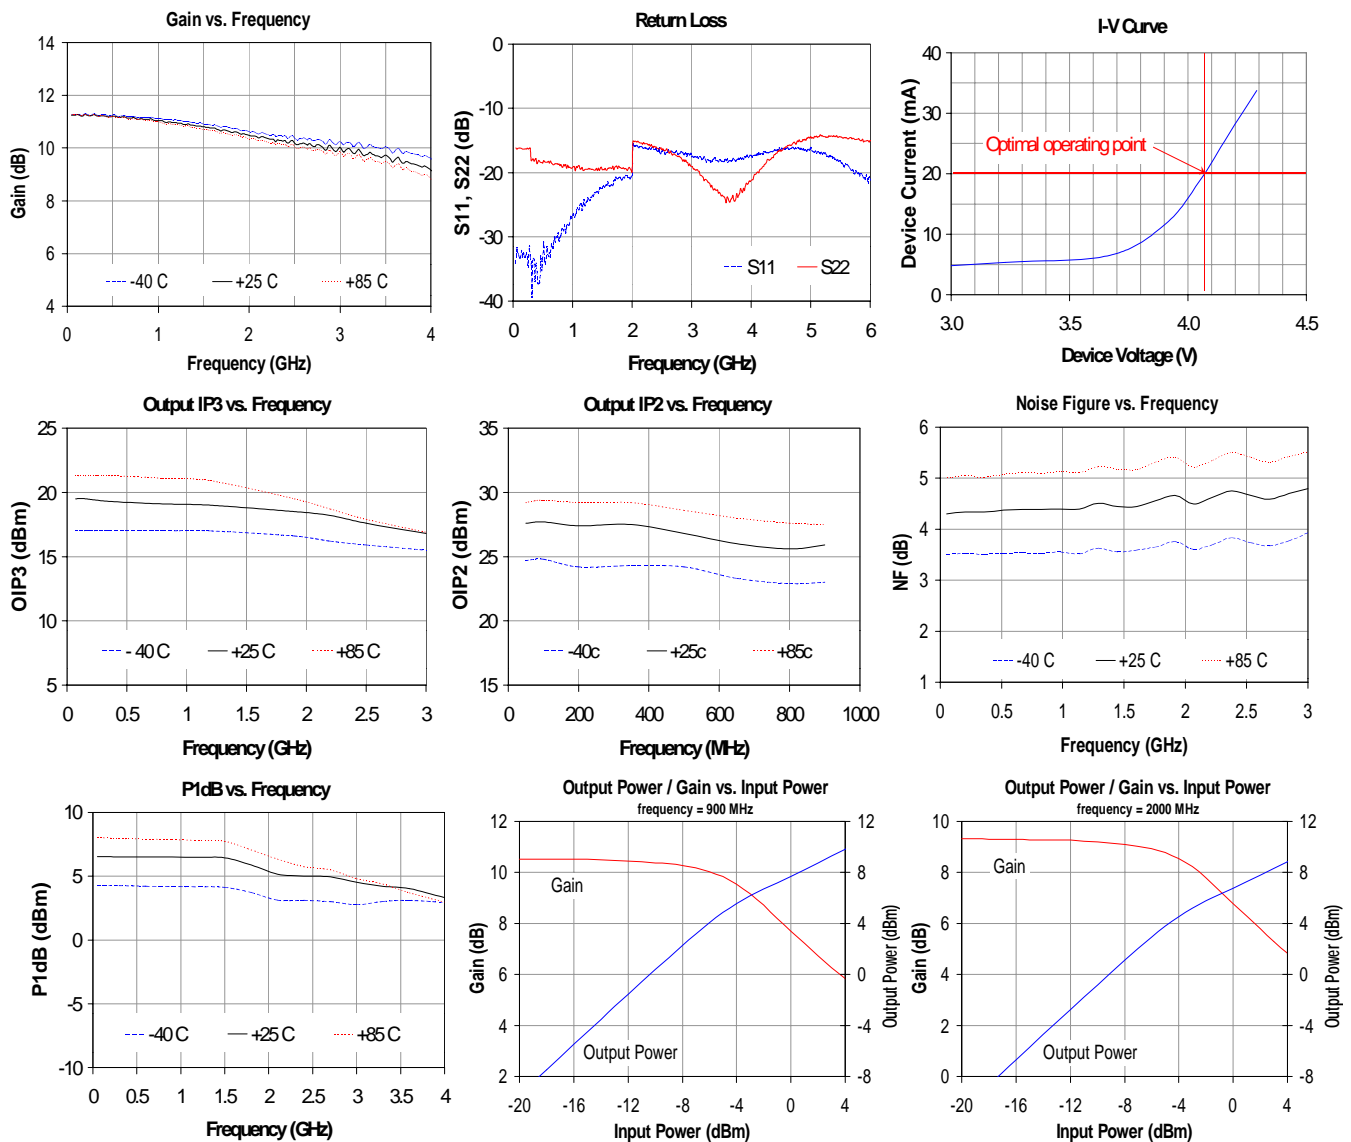 Gain vs. Frequency
14
12
10
8
6
4
Gain (dB)
-40 C
+25 C
+85 C
0
1
2
3
4
Frequency (GHz)
Return Loss
0
-10
-20
-30
-40
S11, S22 (dB)
S11
S22
0
1
2
3
4
5
6
Frequency (GHz)
I-V Curve
40
30
20
10
0
Device Current (mA)
Optimal operating point
3.0
3.5
4.0
4.5
Device Voltage (V)
Output IP3 vs. Frequency
25
20
15
10
5
OIP3 (dBm)
- 40 C
+25 C
+85 C
0
0.5
1
1.5
2
2.5
3
Frequency (GHz)
Output IP2 vs. Frequency
35
30
25
20
15
OIP2 (dBm)
-40c
+25c
+85c
0
200
400
600
800
1000
Frequency (MHz)
Noise Figure vs. Frequency
6
5
4
3
2
1
NF (dB)
-40 C
+25 C
+85 C
0
0.5
1
1.5
2
2.5
3
Frequency (GHz)
P1dB vs. Frequency
10
5
0
-5
-10
P1dB (dBm)
-40 C
+25 C
+85 C
0
0.5
1
1.5
2
2.5
3
3.5
4
Frequency (GHz)
Output Power / Gain vs. Input Power
frequency = 900 MHz
12
10
8
6
4
2
Gain (dB)
Gain
Output Power
12
8
4
0
-4
-8
Output Power (dBm)
-20
-16
-12
-8
-4
0
4
Input Power (dBm)
Output Power / Gain vs. Input Power
frequency = 2000 MHz
10
8
6
4
2
0
Gain (dB)
Gain
Output Power
12
8
4
0
-4
-8
Output Power (dBm)
-20
-16
-12
-8
-4
0
4
Input Power (dBm)